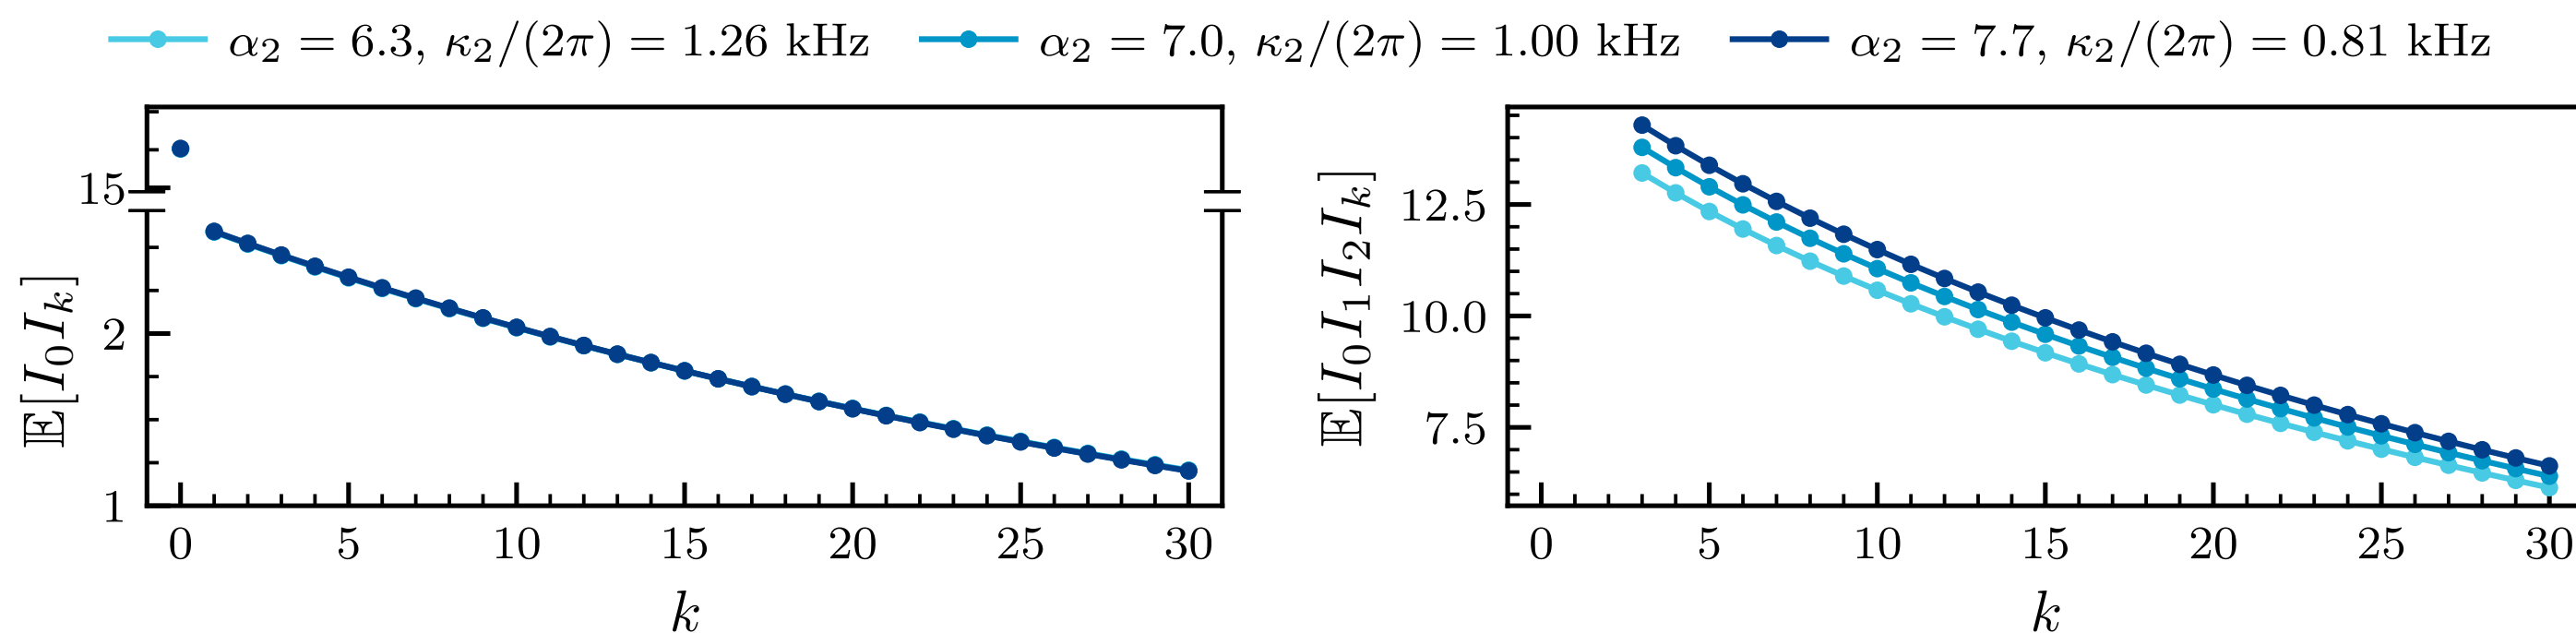 α₂ = 6.3, κ₂/(2π) = 1.26 kHz α₂ = 7.0, κ₂/(2π) = 1.00 kHz α₂ = 7.7, κ₂/(2π) = 0.81 kHz
𝔼[I₀Iₖ]
15
2
1
0 5 10 15 20 25 30
k
𝔼[I₀I₁I₂Iₖ]
12.5
10.0
7.5
0 5 10 15 20 25 30
k